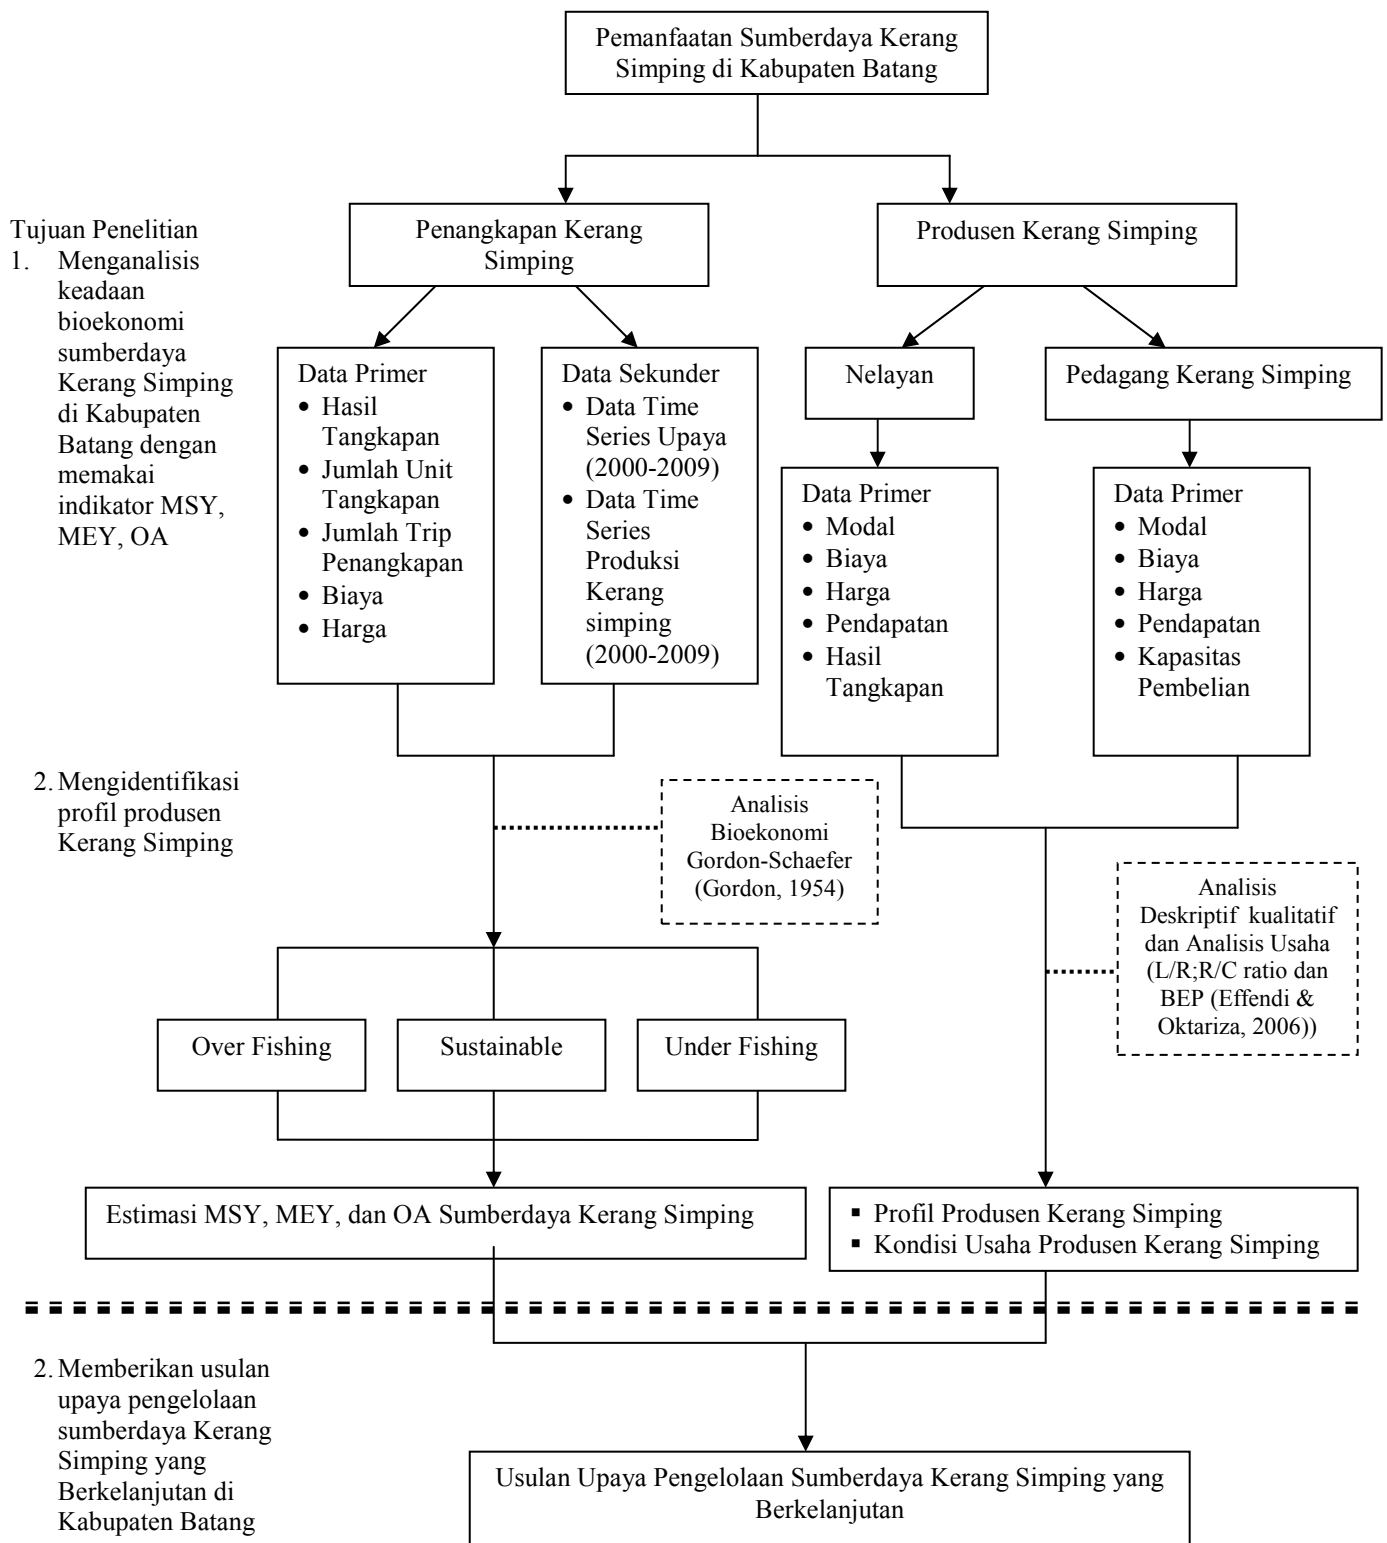 Pemanfaatan Sumberdaya Kerang
Simping di Kabupaten Batang
Tujuan Penelitian
1. Menganalisis
keadaan
bioekonomi
sumberdaya
Kerang Simping
di Kabupaten
Batang dengan
memakai
indikator MSY,
MEY, OA
Penangkapan Kerang
Simping
Produsen Kerang Simping
Data Primer
• Hasil
Tangkapan
• Jumlah Unit
Tangkapan
• Jumlah Trip
Penangkapan
• Biaya
• Harga
Data Sekunder
• Data Time
Series Upaya
(2000-2009)
• Data Time
Series
Produksi
Kerang
simping
(2000-2009)
Nelayan
Pedagang Kerang Simping
Data Primer
• Modal
• Biaya
• Harga
• Pendapatan
• Hasil
Tangkapan
Data Primer
• Modal
• Biaya
• Harga
• Pendapatan
• Kapasitas
Pembelian
2. Mengidentifikasi
profil produsen
Kerang Simping
Analisis
Bioekonomi
Gordon-Schaefer
(Gordon, 1954)
Analisis
Deskriptif kualitatif
dan Analisis Usaha
(L/R;R/C ratio dan
BEP (Effendi &
Oktariza, 2006))
Over Fishing
Sustainable
Under Fishing
Estimasi MSY, MEY, dan OA Sumberdaya Kerang Simping
▪ Profil Produsen Kerang Simping
▪ Kondisi Usaha Produsen Kerang Simping
2. Memberikan usulan
upaya pengelolaan
sumberdaya Kerang
Simping yang
Berkelanjutan di
Kabupaten Batang
Usulan Upaya Pengelolaan Sumberdaya Kerang Simping yang
Berkelanjutan